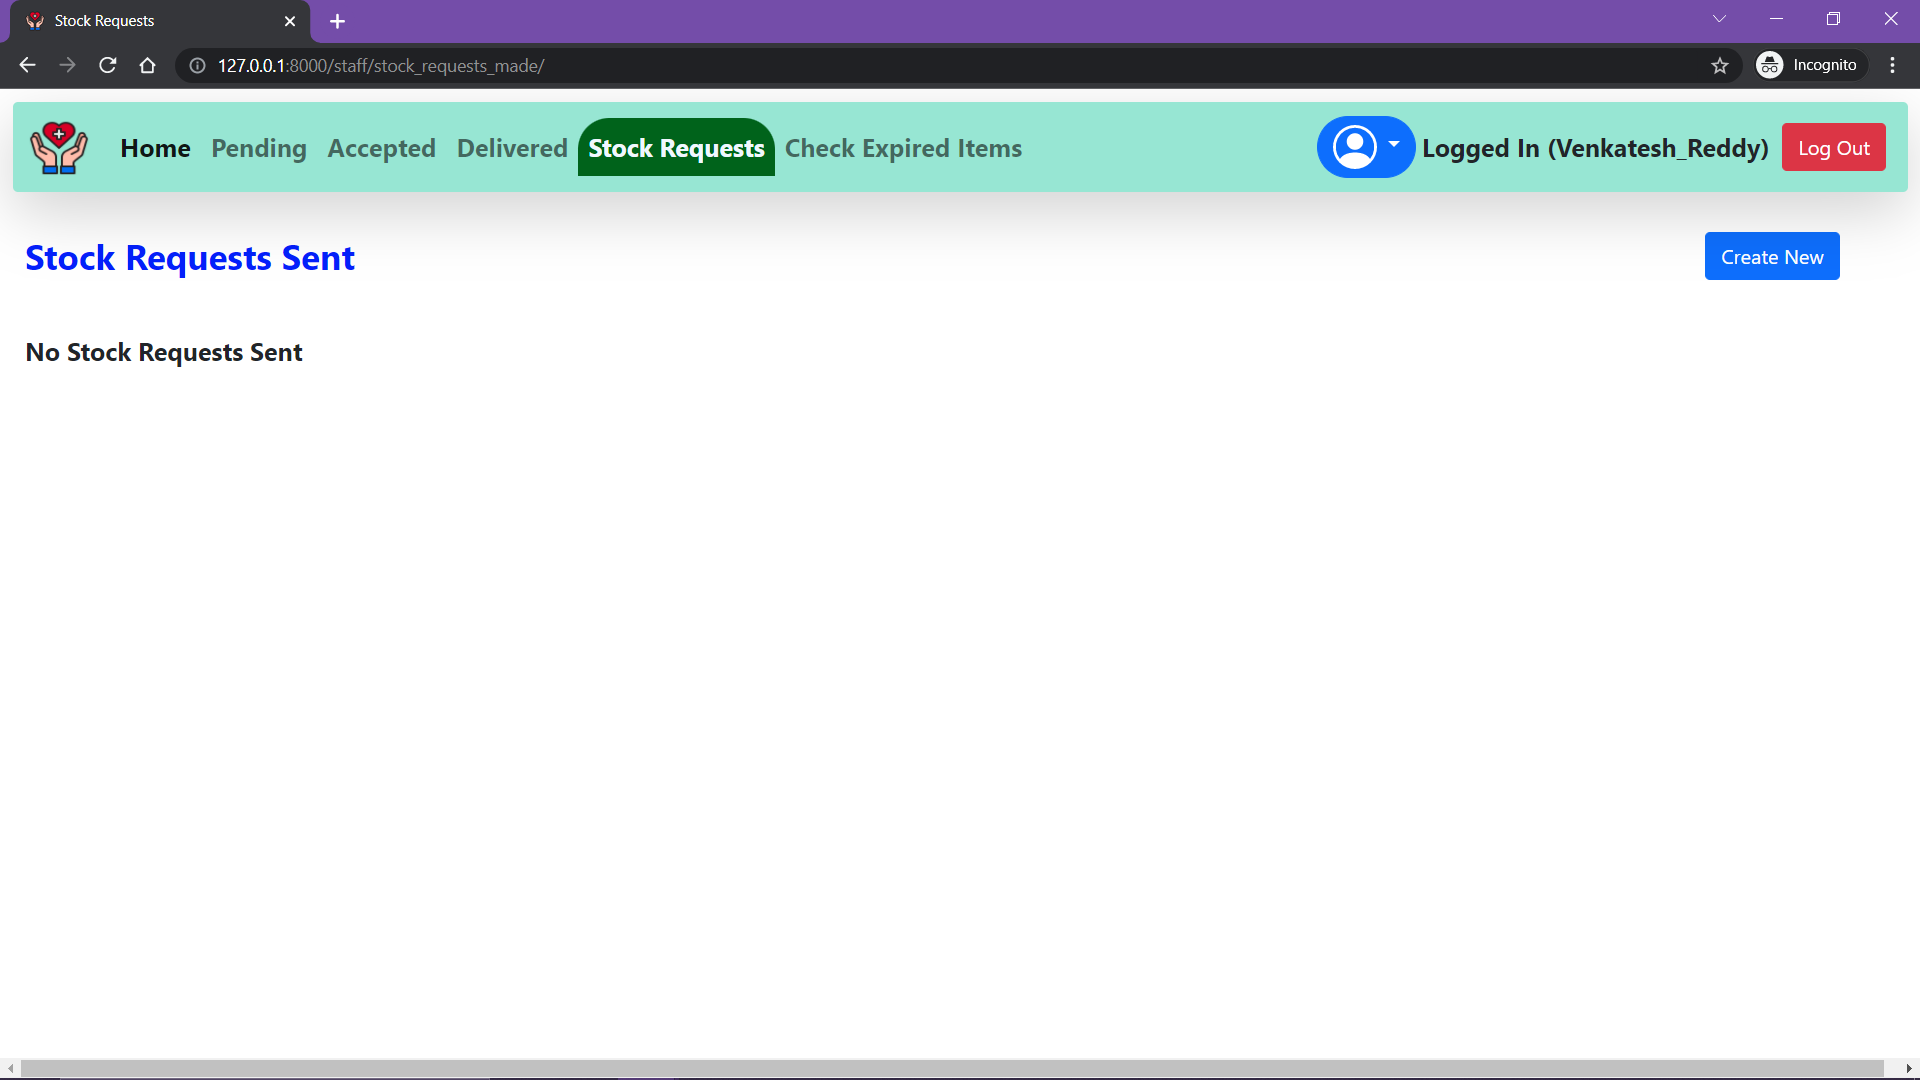 Stock Requests
127.0.0.1:8000/staff/stock_requests_made/
Incognito
Home Pending Accepted Delivered Stock Requests Check Expired Items Logged In (Venkatesh_Reddy) Log Out
Stock Requests Sent
Create New
No Stock Requests Sent